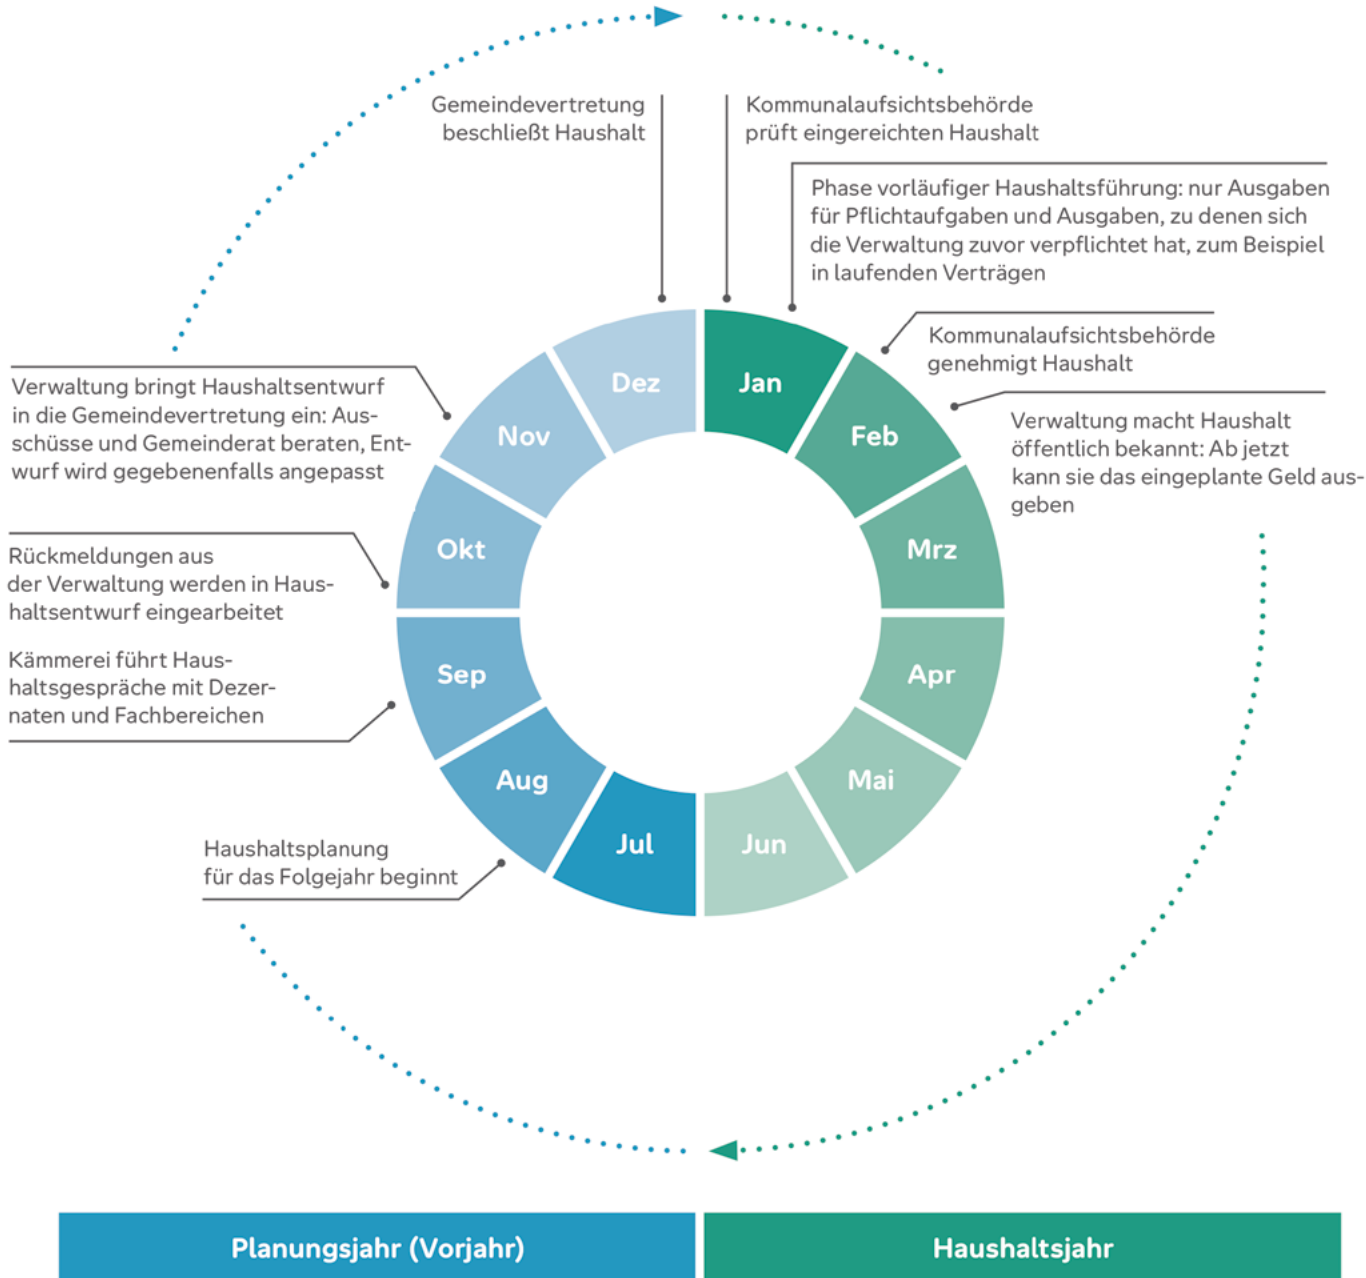 Gemeindevertretung
beschließt Haushalt
Kommunalaufsichtsbehörde
prüft eingereichten Haushalt
Phase vorläufiger Haushaltsführung: nur Ausgaben
für Pflichtaufgaben und Ausgaben, zu denen sich
die Verwaltung zuvor verpflichtet hat, zum Beispiel
in laufenden Verträgen
Kommunalaufsichtsbehörde
genehmigt Haushalt
Verwaltung macht Haushalt
öffentlich bekannt: Ab jetzt
kann sie das eingeplante Geld aus-
geben
Verwaltung bringt Haushaltsentwurf
in die Gemeindevertretung ein: Aus-
schüsse und Gemeinderat beraten, Ent-
wurf wird gegebenenfalls angepasst
Rückmeldungen aus
der Verwaltung werden in Haus-
haltsentwurf eingearbeitet
Kämmerei führt Haus-
haltsgespräche mit Dezer-
naten und Fachbereichen
Haushaltsplanung
für das Folgejahr beginnt
Jan
Feb
Mrz
Apr
Mai
Jun
Jul
Aug
Sep
Okt
Nov
Dez
Planungsjahr (Vorjahr)
Haushaltsjahr